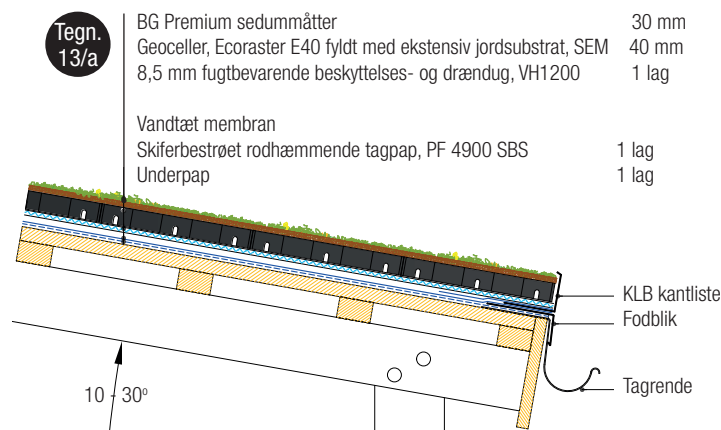 Tegn.
13/a
BG Premium sedummåtter 30 mm
Geoceller, Ecoraster E40 fyldt med ekstensiv jordsubstrat, SEM 40 mm
8,5 mm fugtbevarende beskyttelses- og drændug, VH1200 1 lag
Vandtæt membran
Skiferbestrøet rodhæmmende tagpap, PF 4900 SBS 1 lag
Underpap 1 lag
KLB kantliste
Fodblik
Tagrende
10 - 30º